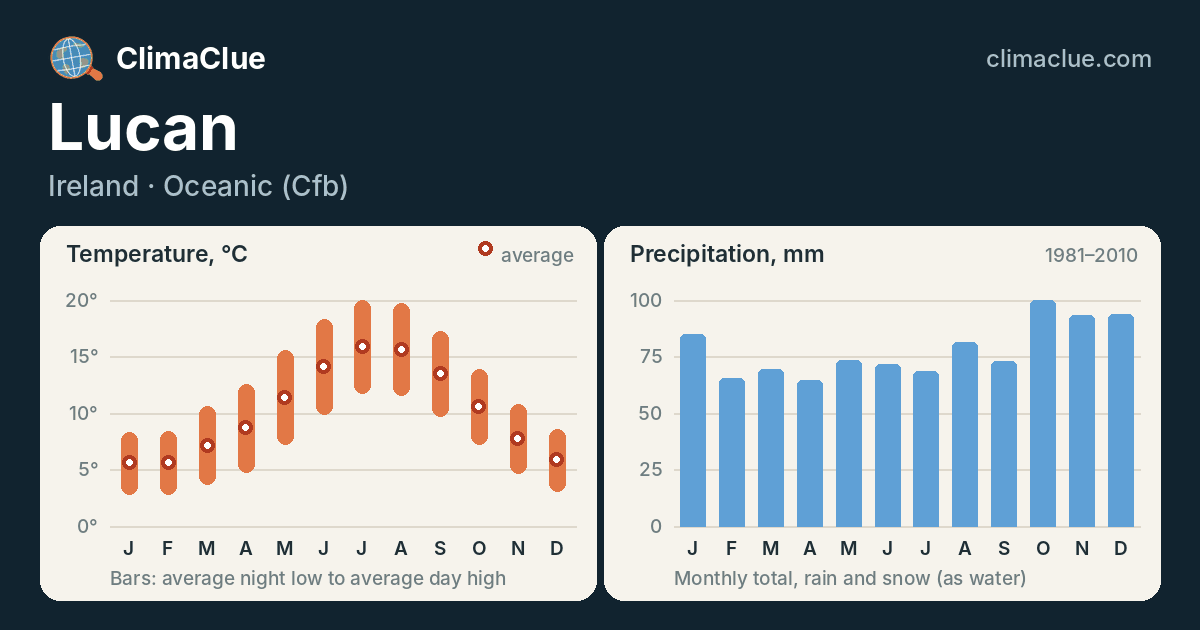 ClimaClue
climaclue.com
Lucan
Ireland · Oceanic (Cfb)
Temperature, °C
average
20°
15°
10°
5°
0°
J F M A M J J A S O N D
Bars: average night low to average day high
Precipitation, mm
1981–2010
100
75
50
25
0
J F M A M J J A S O N D
Monthly total, rain and snow (as water)